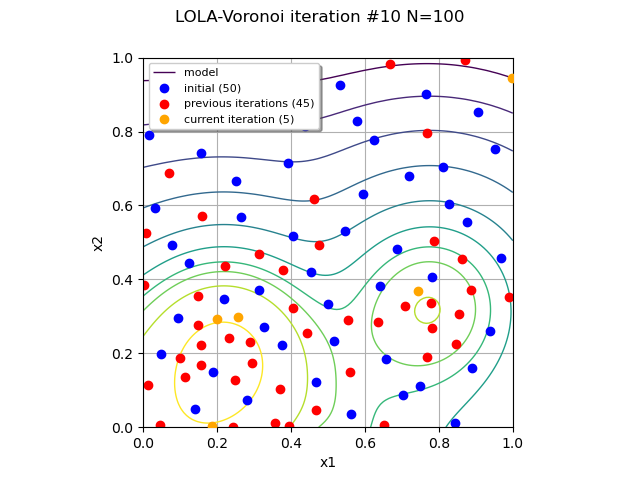 LOLA-Voronoi iteration #10 N=100
1.0
0.8
0.6
0.4
0.2
0.0
x2
model
initial (50)
previous iterations (45)
current iteration (5)
0.0 0.2 0.4 0.6 0.8 1.0
x1